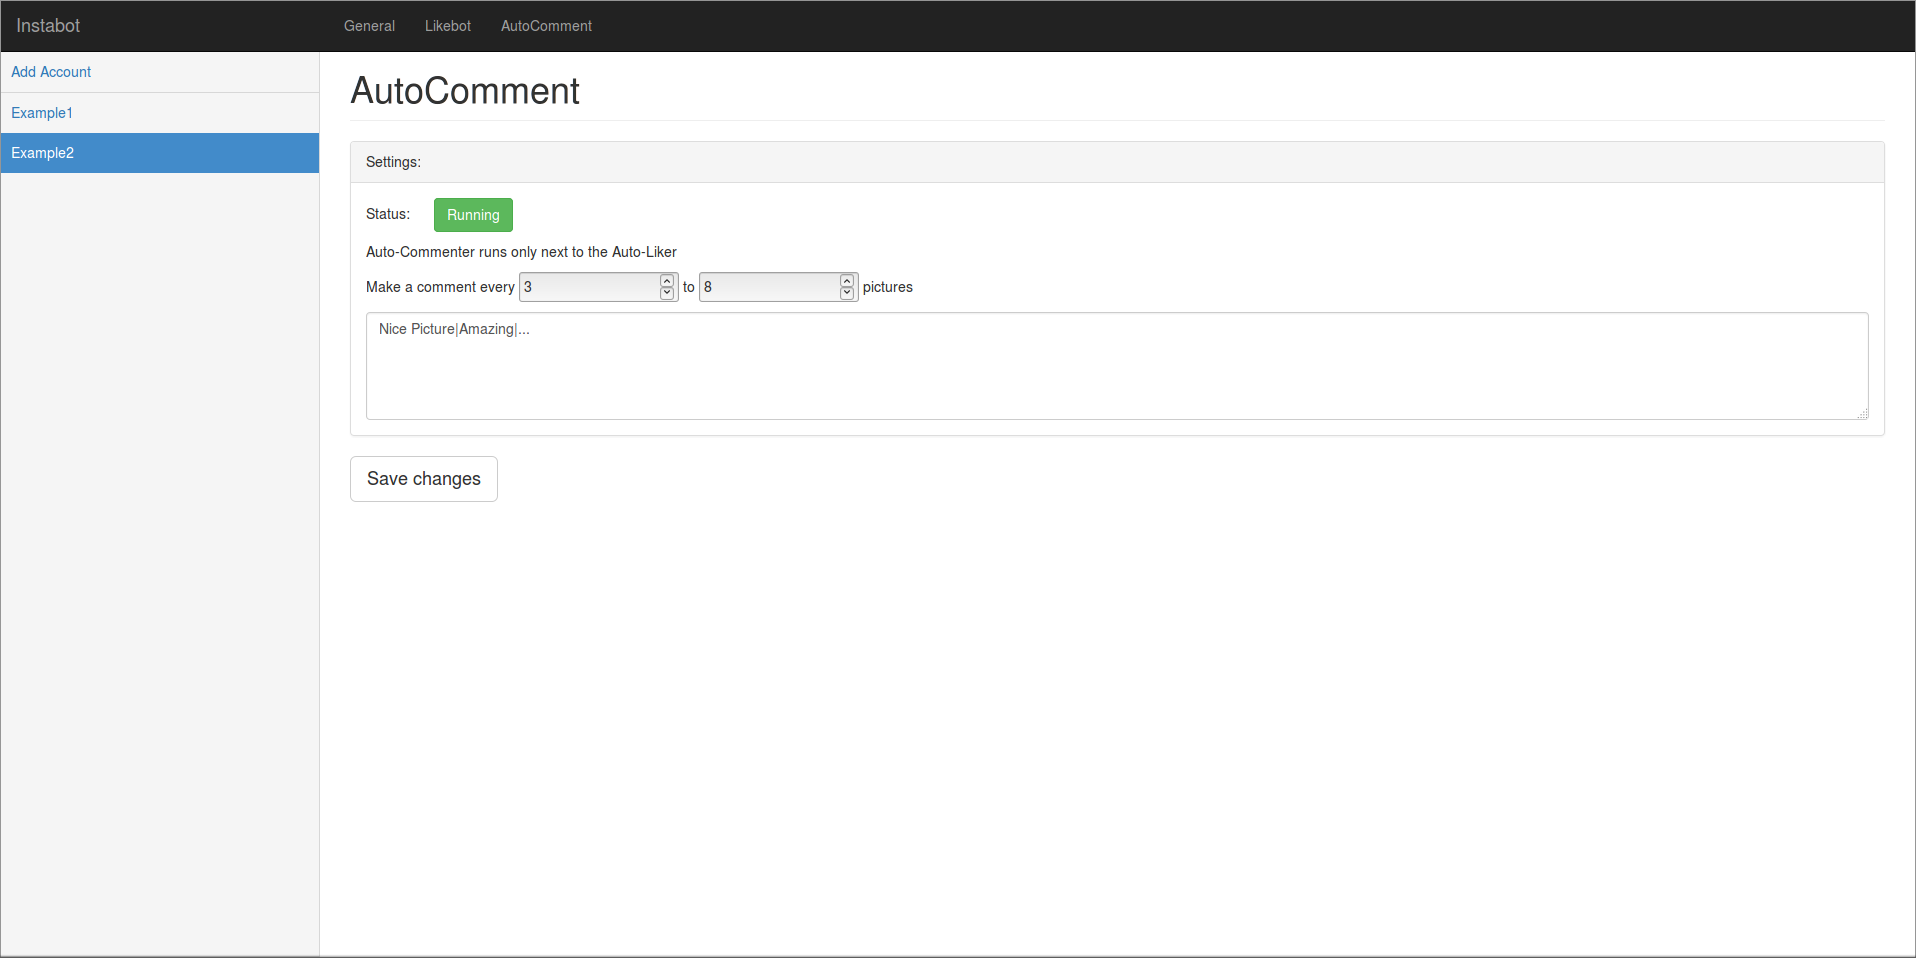 Instabot General Likebot AutoComment
Add Account
Example1
Example2
AutoComment
Settings:
Status: Running
Auto-Commenter runs only next to the Auto-Liker
Make a comment every 3 to 8 pictures
Nice Picture|Amazing|...
Save changes